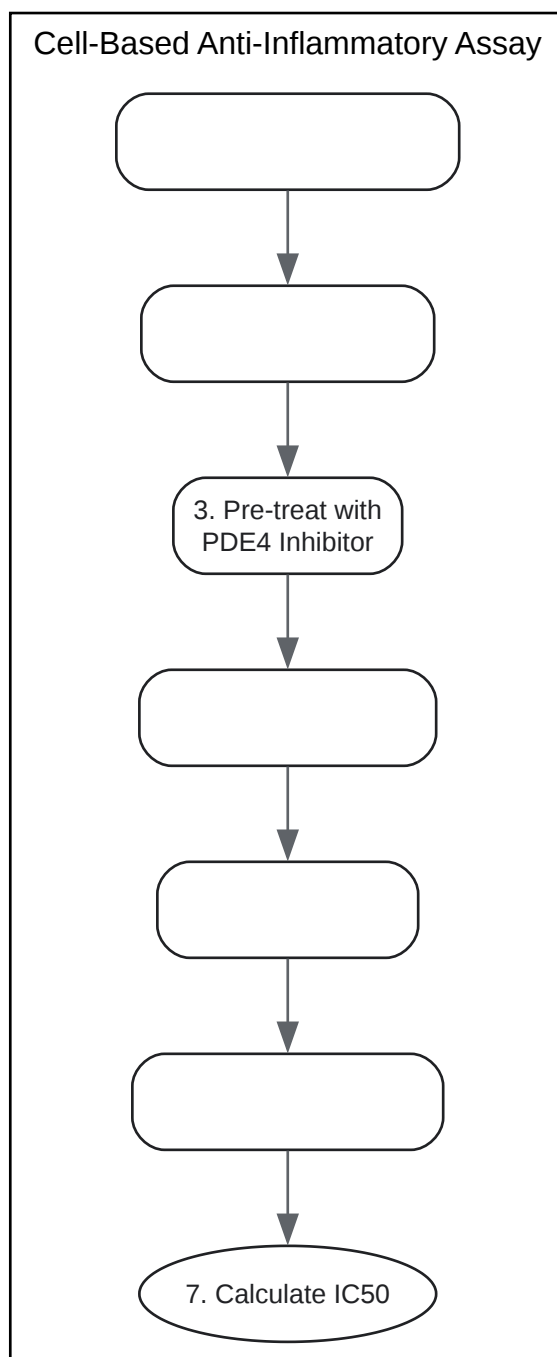 Cell-Based Anti-Inflammatory Assay
3. Pre-treat with
PDE4 Inhibitor
7. Calculate IC50